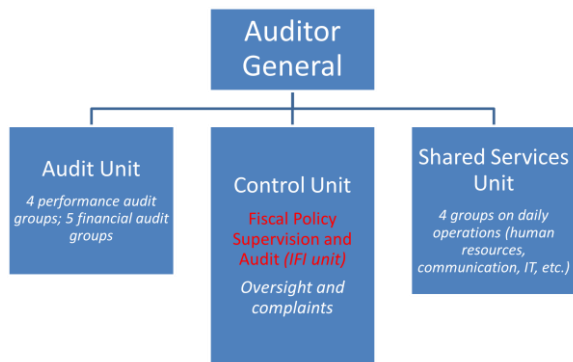 Auditor
General
Audit Unit
4 performance audit
groups; 5 financial audit
groups
Control Unit
Fiscal Policy
Supervision and
Audit (IFI unit)
Oversight and
complaints
Shared Services
Unit
4 groups on daily
operations (human
resources,
communication, IT, etc.)